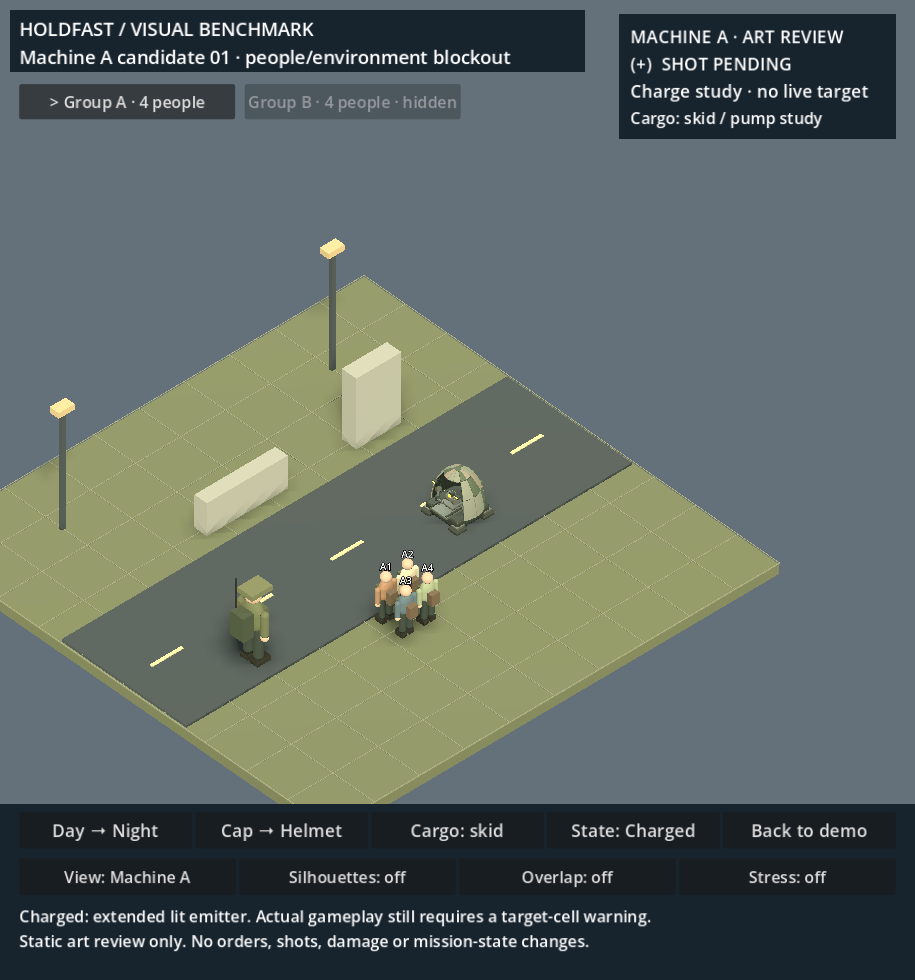 HOLDFAST / VISUAL BENCHMARK
Machine A candidate 01 · people/environment blockout
MACHINE A · ART REVIEW
(+) SHOT PENDING
Charge study · no live target
Cargo: skid / pump study
> Group A · 4 people
Group B · 4 people · hidden
A1
A2
A3
A4
Day → Night
Cap → Helmet
Cargo: skid
State: Charged
Back to demo
View: Machine A
Silhouettes: off
Overlap: off
Stress: off
Charged: extended lit emitter. Actual gameplay still requires a target-cell warning.
Static art review only. No orders, shots, damage or mission-state changes.